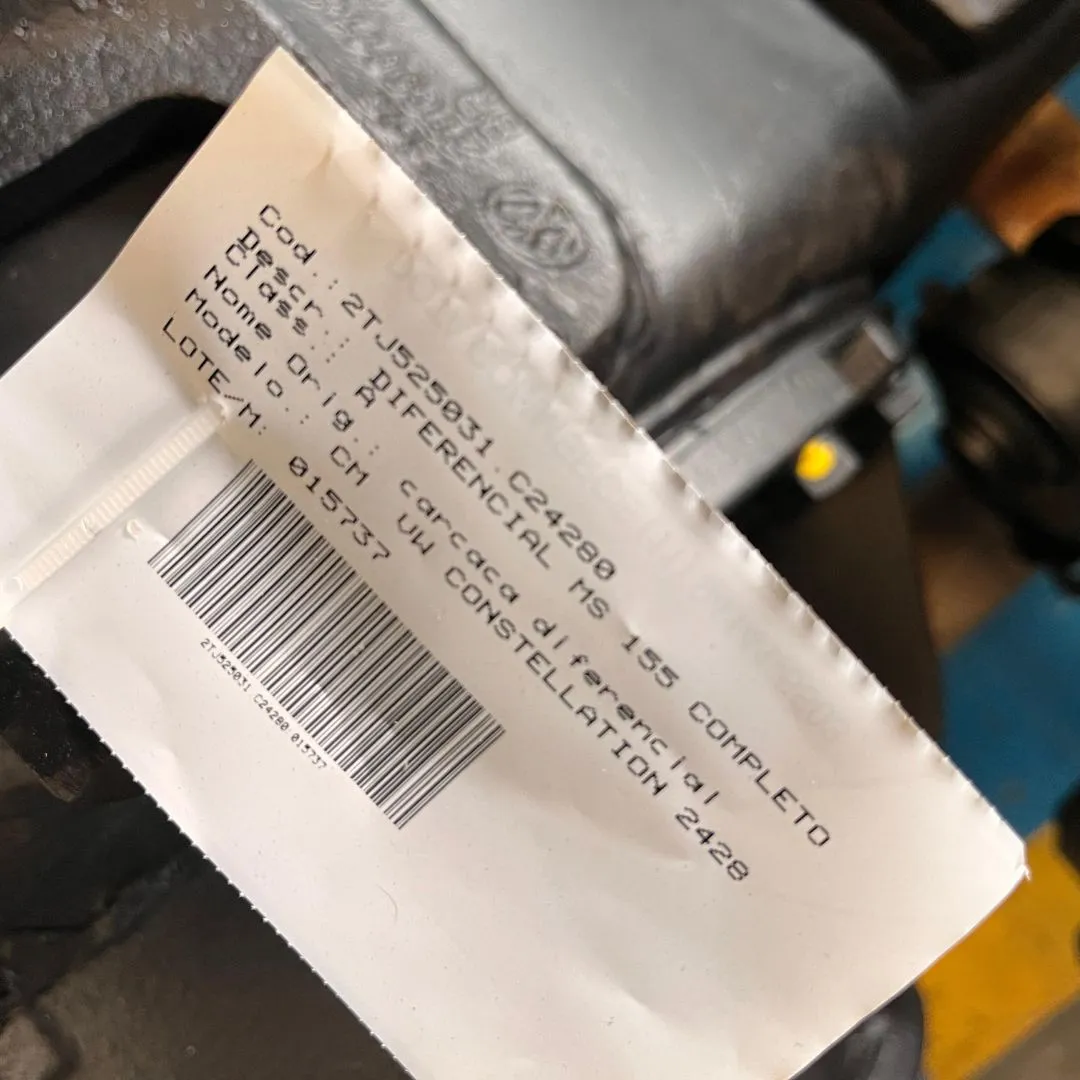 Cod.: 2TJ525031.C24280
Descr.: DIFERENCIAL MS 155 COMPLETO
Class.: A
Nome Orig.: carcaca diferencial
Modelo.: CM VW CONSTELLATION 2428
LOTE/M: 015737
2TJ525031.C24280 015737